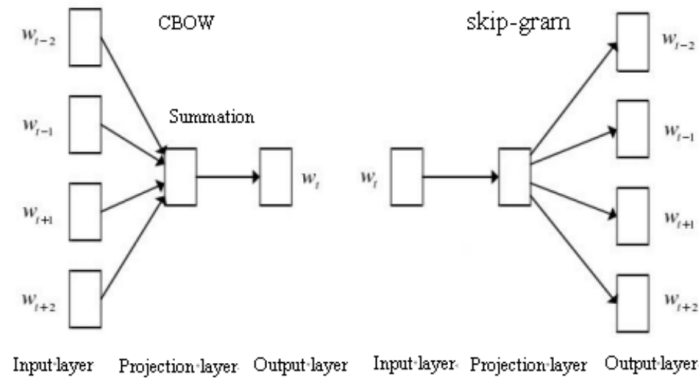 CBOW
skip-gram
w_{t-2}
w_{t-1}
w_{t+1}
w_{t+2}
Summation
w_t
w_t
w_{t-2}
w_{t-1}
w_{t+1}
w_{t+2}
Input·layer Projection·layer Output·layer Input·layer Projection·layer Output·layer